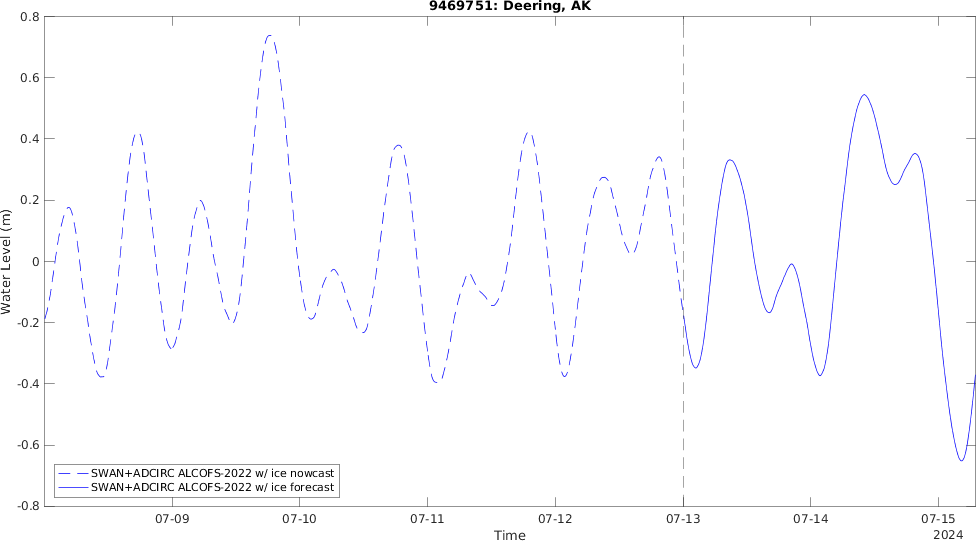 9469751: Deering, AK
0.8
0.6
0.4
0.2
0
-0.2
-0.4
-0.6
-0.8
Water Level (m)
SWAN+ADCIRC ALCOFS-2022 w/ ice nowcast
SWAN+ADCIRC ALCOFS-2022 w/ ice forecast
07-09 07-10 07-11 07-12 07-13 07-14 07-15
Time
2024